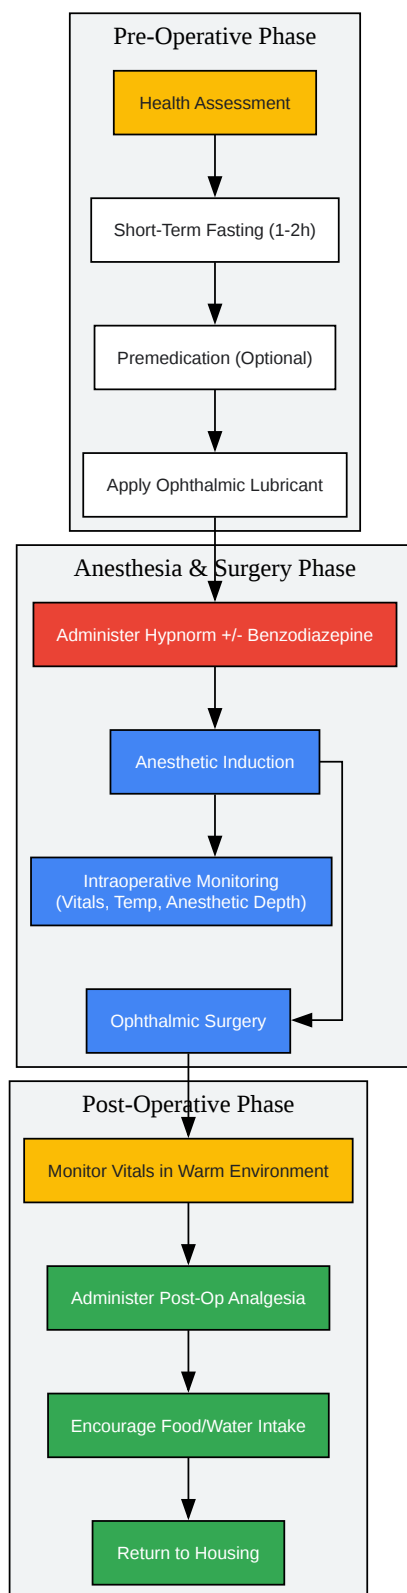 Pre-Operative Phase
Health Assessment
Short-Term Fasting (1-2h)
Premedication (Optional)
Apply Ophthalmic Lubricant
Anesthesia & Surgery Phase
Administer Hypnorm +/- Benzodiazepine
Anesthetic Induction
Intraoperative Monitoring
(Vitals, Temp, Anesthetic Depth)
Ophthalmic Surgery
Post-Operative Phase
Monitor Vitals in Warm Environment
Administer Post-Op Analgesia
Encourage Food/Water Intake
Return to Housing